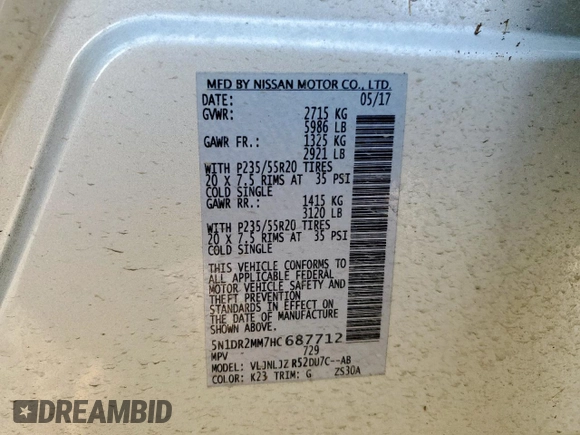 MFD BY NISSAN MOTOR CO., LTD.
DATE: 05/17
GVWR: 2715 KG
5986 LB
GAWR FR.: 1325 KG
2921 LB
WITH P235/55R20 TIRES
20 X 7.5 RIMS AT 35 PSI
COLD SINGLE
GAWR RR.: 1415 KG
3120 LB
WITH P235/55R20 TIRES
20 X 7.5 RIMS AT 35 PSI
COLD SINGLE
THIS VEHICLE CONFORMS TO
ALL APPLICABLE FEDERAL
MOTOR VEHICLE SAFETY AND
THEFT PREVENTION
STANDARDS IN EFFECT ON
THE DATE OF MANUFACTURE
SHOWN ABOVE.
5N1DR2MM7HC687712
MPV 729
MODEL: VLJNLJZ R52DU7C--AB
COLOR: K23 TRIM: G ZS30A
DREAMBID